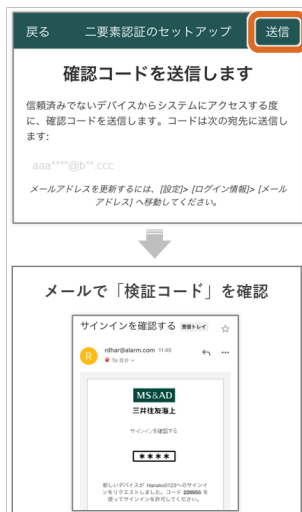 戻る 二要素認証のセットアップ 送信
確認コードを送信します
信頼済みでないデバイスからシステムにアクセスする度
に、確認コードを送信します。コードは次の宛先に送信し
ます:
aaa****@b**.ccc
メールアドレスを更新するには、[設定]> [ログイン情報]> [メール
アドレス] へ移動してください。
メールで「検証コード」を確認
サインインを確認する 受信トレイ
R rdhar@alarm.com 11:40
To 自分
MS&AD
三井住友海上
サインインを確認する
****
新しいデバイスが Hanako0123へのサインイ
ンをリクエストしました。コード 226955 を
使ってサインインを許可してください。